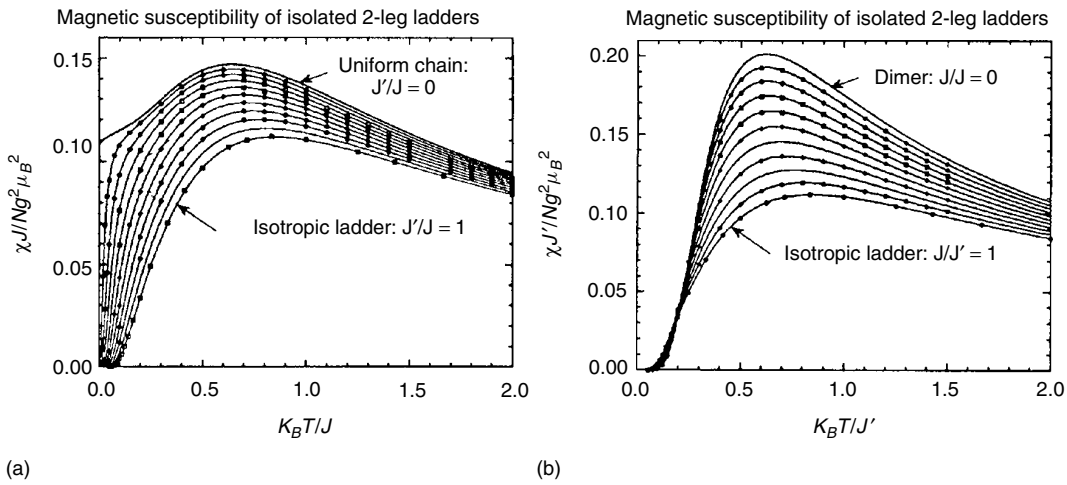 Magnetic susceptibility of isolated 2-leg ladders
0.15
0.10
0.05
0.00
χJ/Ng²μB²
Uniform chain:
J′/J = 0
Isotropic ladder: J′/J = 1
0.0 0.5 1.0 1.5 2.0
KBT/J
(a)
Magnetic susceptibility of isolated 2-leg ladders
0.20
0.15
0.10
0.05
0.00
χJ′/Ng²μB²
Dimer: J/J = 0
Isotropic ladder: J/J′ = 1
0.0 0.5 1.0 1.5 2.0
KBT/J′
(b)